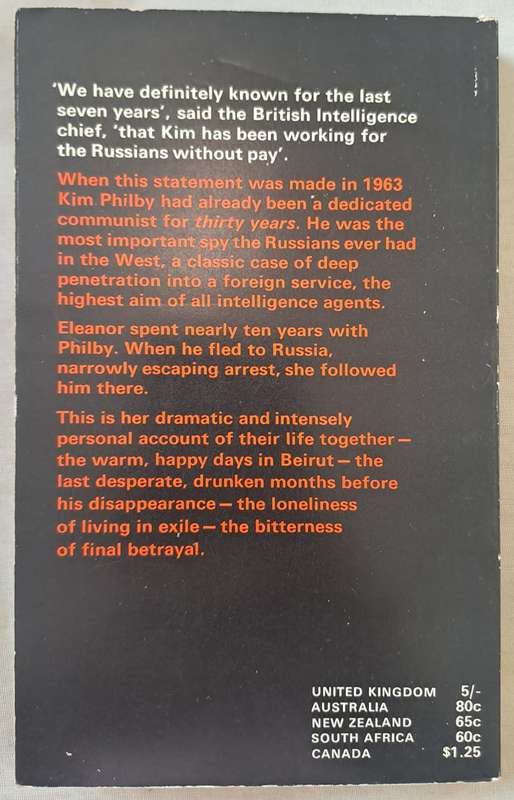 ‘We have definitely known for the last
seven years’, said the British Intelligence
chief, ‘that Kim has been working for
the Russians without pay’.
When this statement was made in 1963
Kim Philby had already been a dedicated
communist for thirty years. He was the
most important spy the Russians ever had
in the West, a classic case of deep
penetration into a foreign service, the
highest aim of all intelligence agents.
Eleanor spent nearly ten years with
Philby. When he fled to Russia,
narrowly escaping arrest, she followed
him there.
This is her dramatic and intensely
personal account of their life together—
the warm, happy days in Beirut—the
last desperate, drunken months before
his disappearance—the loneliness
of living in exile—the bitterness
of final betrayal.
UNITED KINGDOM 5/-
AUSTRALIA 80c
NEW ZEALAND 65c
SOUTH AFRICA 60c
CANADA $1.25